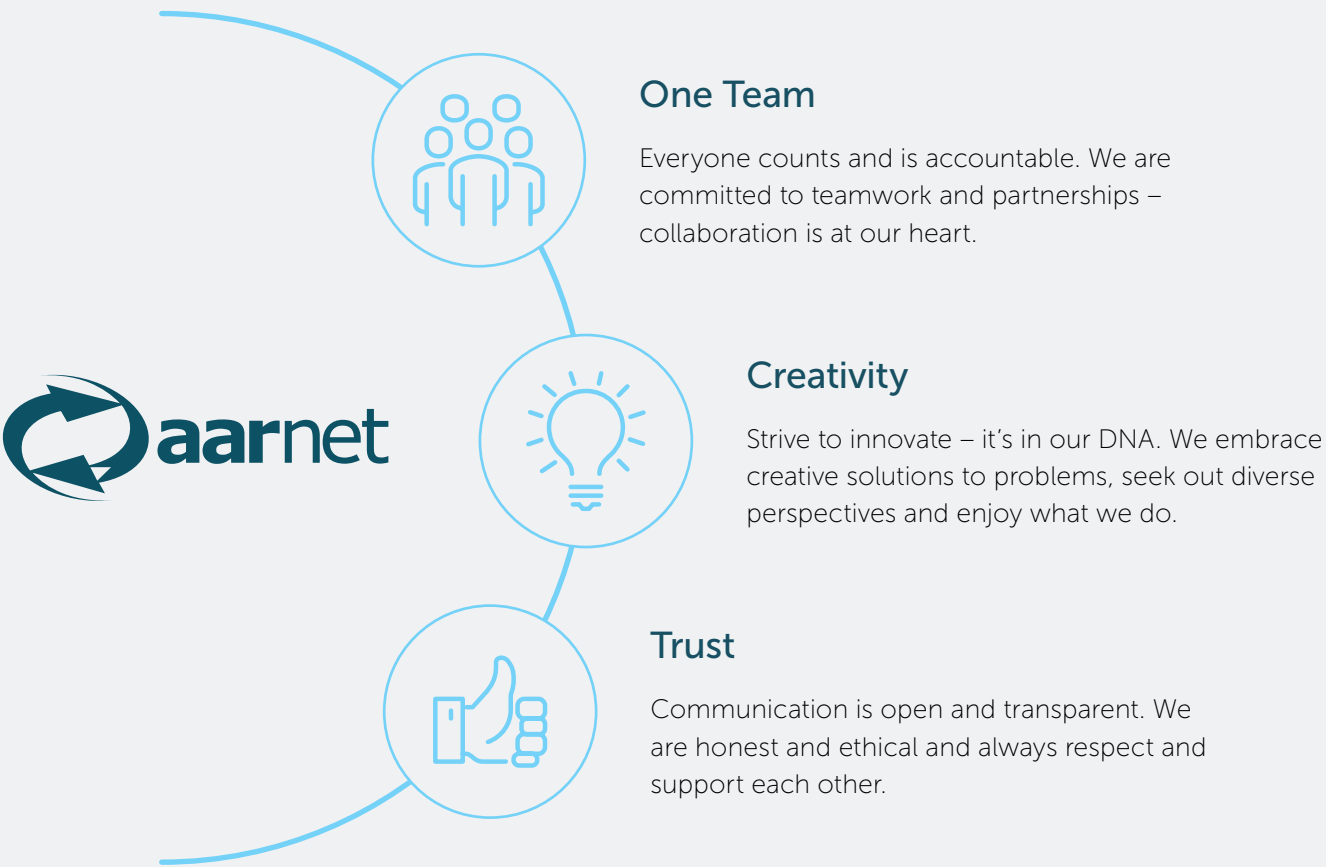 One Team
Everyone counts and is accountable. We are
committed to teamwork and partnerships –
collaboration is at our heart.
aarnet
Creativity
Strive to innovate – it’s in our DNA. We embrace
creative solutions to problems, seek out diverse
perspectives and enjoy what we do.
Trust
Communication is open and transparent. We
are honest and ethical and always respect and
support each other.